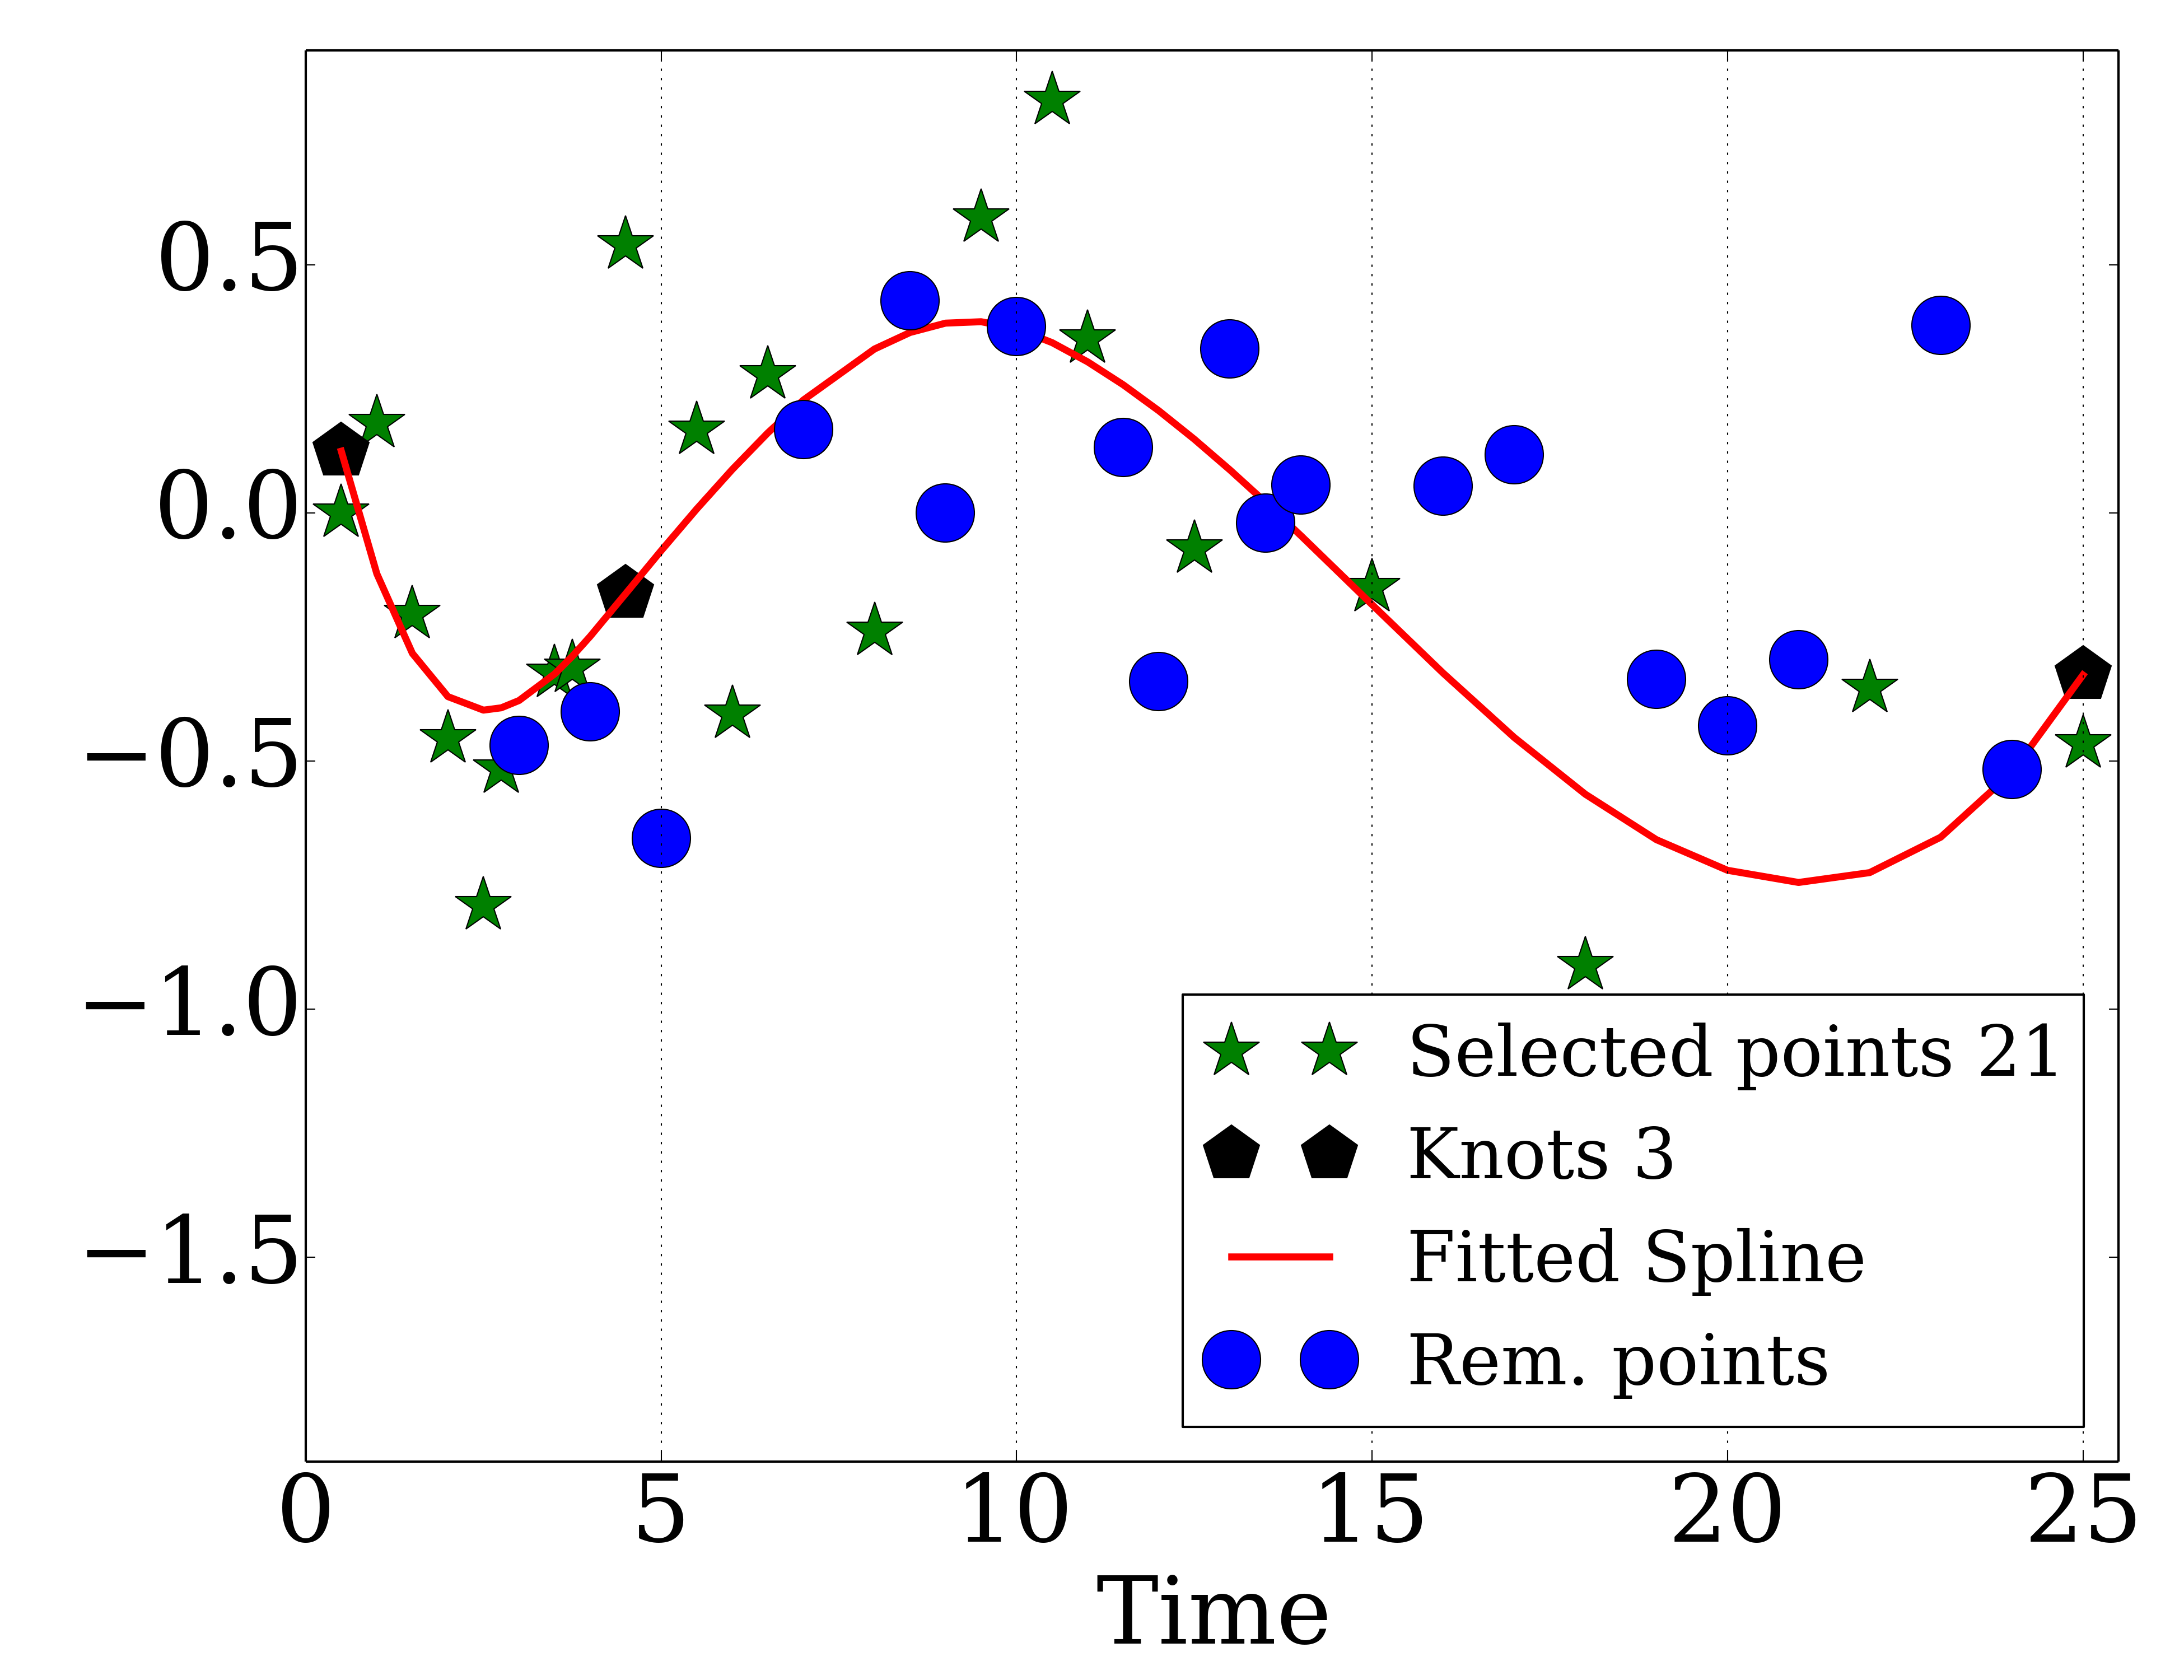 0.5
0.0
−0.5
−1.0
−1.5
Selected points 21
Knots 3
Fitted Spline
Rem. points
0 5 10 15 20 25
Time